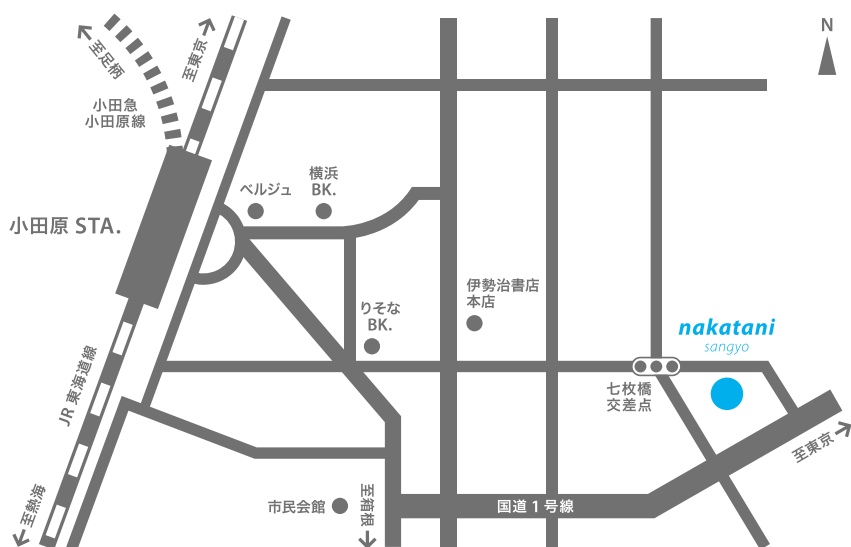 N
至東京
至足柄
小田急
小田原線
ベルジュ
横浜
BK.
小田原 STA.
伊勢治書店
本店
りそな
BK.
nakatani
sangyo
JR 東海道線
七枚橋
交差点
至東京
至熱海
市民会館
至箱根
国道 1 号線